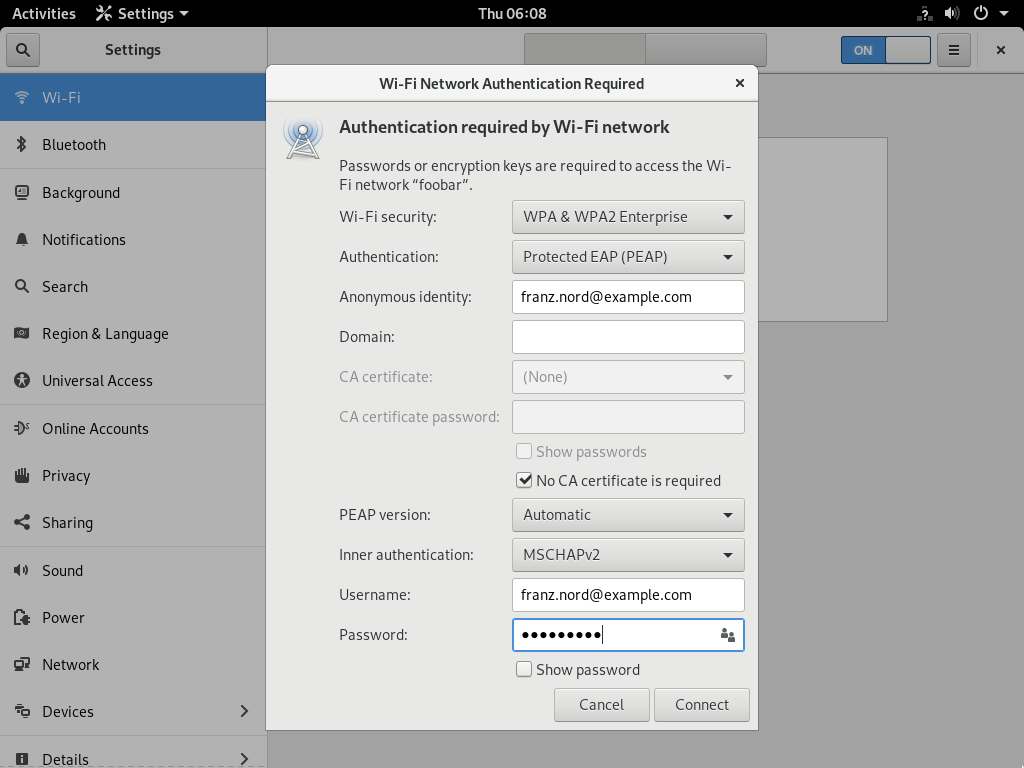 Activities Settings Thu 06:08
Settings ON
Wi-Fi
Bluetooth
Background
Notifications
Search
Region & Language
Universal Access
Online Accounts
Privacy
Sharing
Sound
Power
Network
Devices
Details
Wi-Fi Network Authentication Required
Authentication required by Wi-Fi network
Passwords or encryption keys are required to access the Wi-
Fi network “foobar”.
Wi-Fi security: WPA & WPA2 Enterprise
Authentication: Protected EAP (PEAP)
Anonymous identity: franz.nord@example.com
Domain:
CA certificate: (None)
CA certificate password:
Show passwords
No CA certificate is required
PEAP version: Automatic
Inner authentication: MSCHAPv2
Username: franz.nord@example.com
Password: ●●●●●●●●●
Show password
Cancel Connect